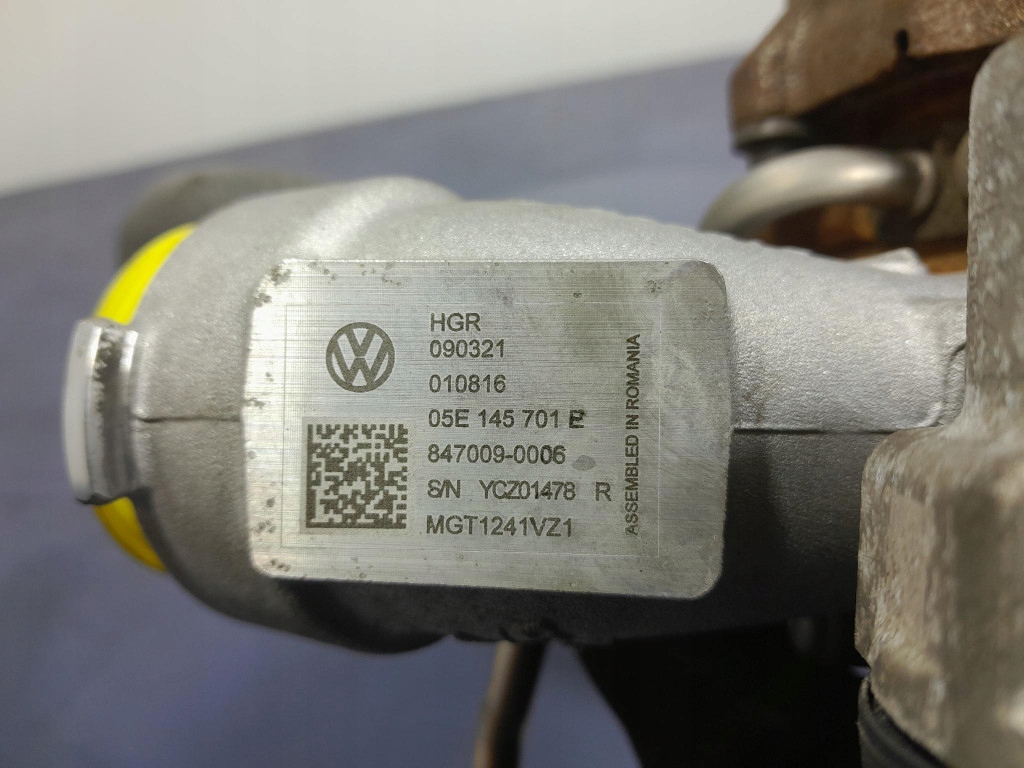 HGR
090321
010816
05E 145 701 E
847009-0006
S/N YCZ01478 R
MGT1241VZ1
ASSEMBLED IN ROMANIA